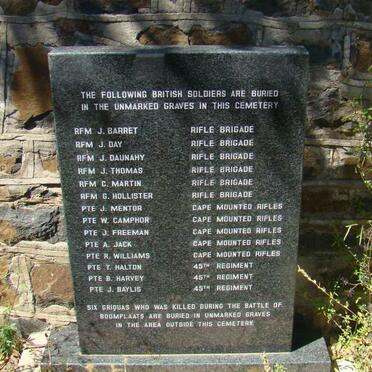 THE FOLLOWING BRITISH SOLDIERS ARE BURIED
IN THE UNMARKED GRAVES IN THIS CEMETERY
RFM J. BARRET RIFLE BRIGADE
RFM J. DAY RIFLE BRIGADE
RFM J. DAUNAHY RIFLE BRIGADE
RFM J. THOMAS RIFLE BRIGADE
RFM C. MARTIN RIFLE BRIGADE
RFM G. HOLLISTER RIFLE BRIGADE
PTE J. MENTOR CAPE MOUNTED RIFLES
PTE W. CAMPHOR CAPE MOUNTED RIFLES
PTE J. FREEMAN CAPE MOUNTED RIFLES
PTE A. JACK CAPE MOUNTED RIFLES
PTE R. WILLIAMS CAPE MOUNTED RIFLES
PTE T. HALTON 45TH REGIMENT
PTE B. HARVEY 45TH REGIMENT
PTE J. BAYLIS 45TH REGIMENT
SIX GRIQUAS WHO WAS KILLED DURING THE BATTLE OF
BOOMPLAATS ARE BURIED IN UNMARKED GRAVES
IN THE AREA OUTSIDE THIS CEMETERY